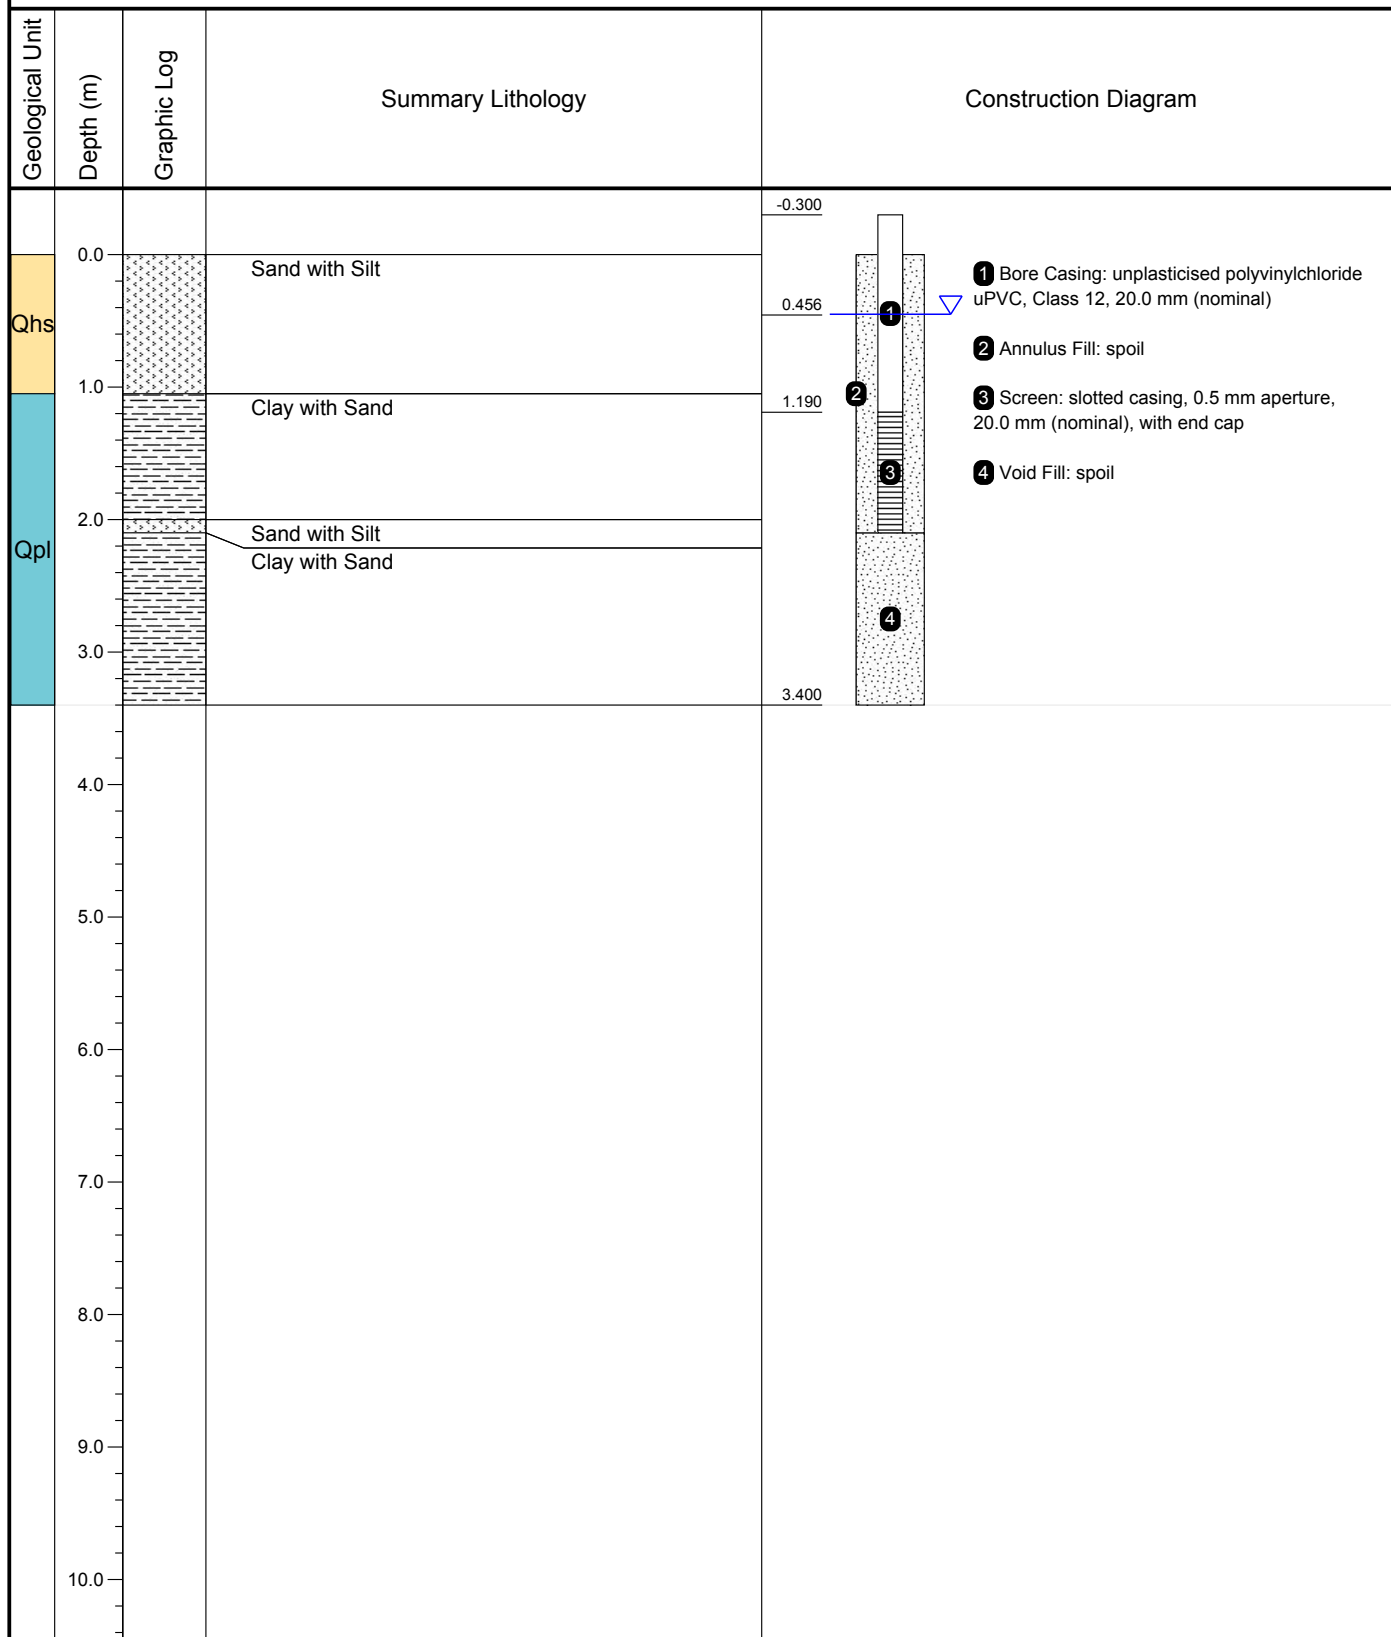 Geological Unit
Depth (m)
Graphic Log
Summary Lithology
Construction Diagram
-0.300
0.0
Sand with Silt
1 Bore Casing: unplasticised polyvinylchloride
uPVC, Class 12, 20.0 mm (nominal)
0.456
1
Qhs
2 Annulus Fill: spoil
1.0
2
Clay with Sand
1.190
3 Screen: slotted casing, 0.5 mm aperture,
20.0 mm (nominal), with end cap
3
4 Void Fill: spoil
2.0
Sand with Silt
Qpl
Clay with Sand
4
3.0
3.400
4.0
5.0
6.0
7.0
8.0
9.0
10.0